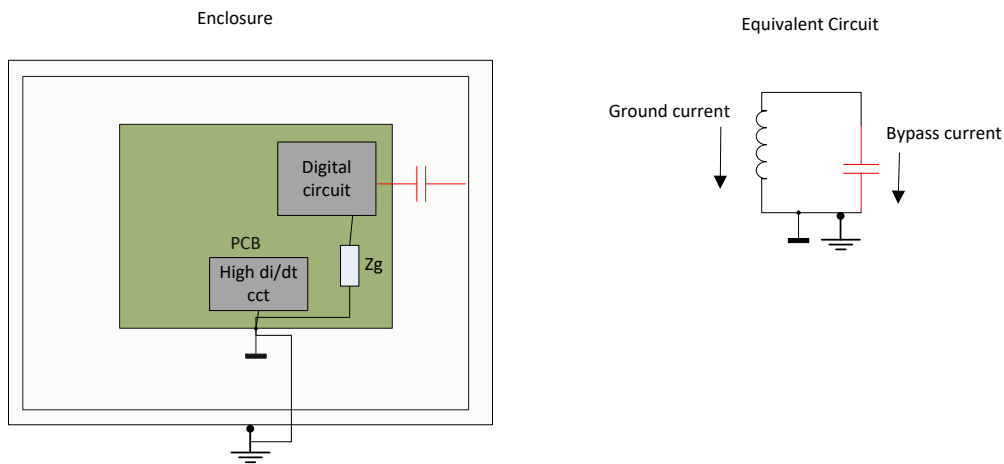 Enclosure
Equivalent Circuit
Ground current
Bypass current
Digital
circuit
PCB
Zg
High di/dt
cct